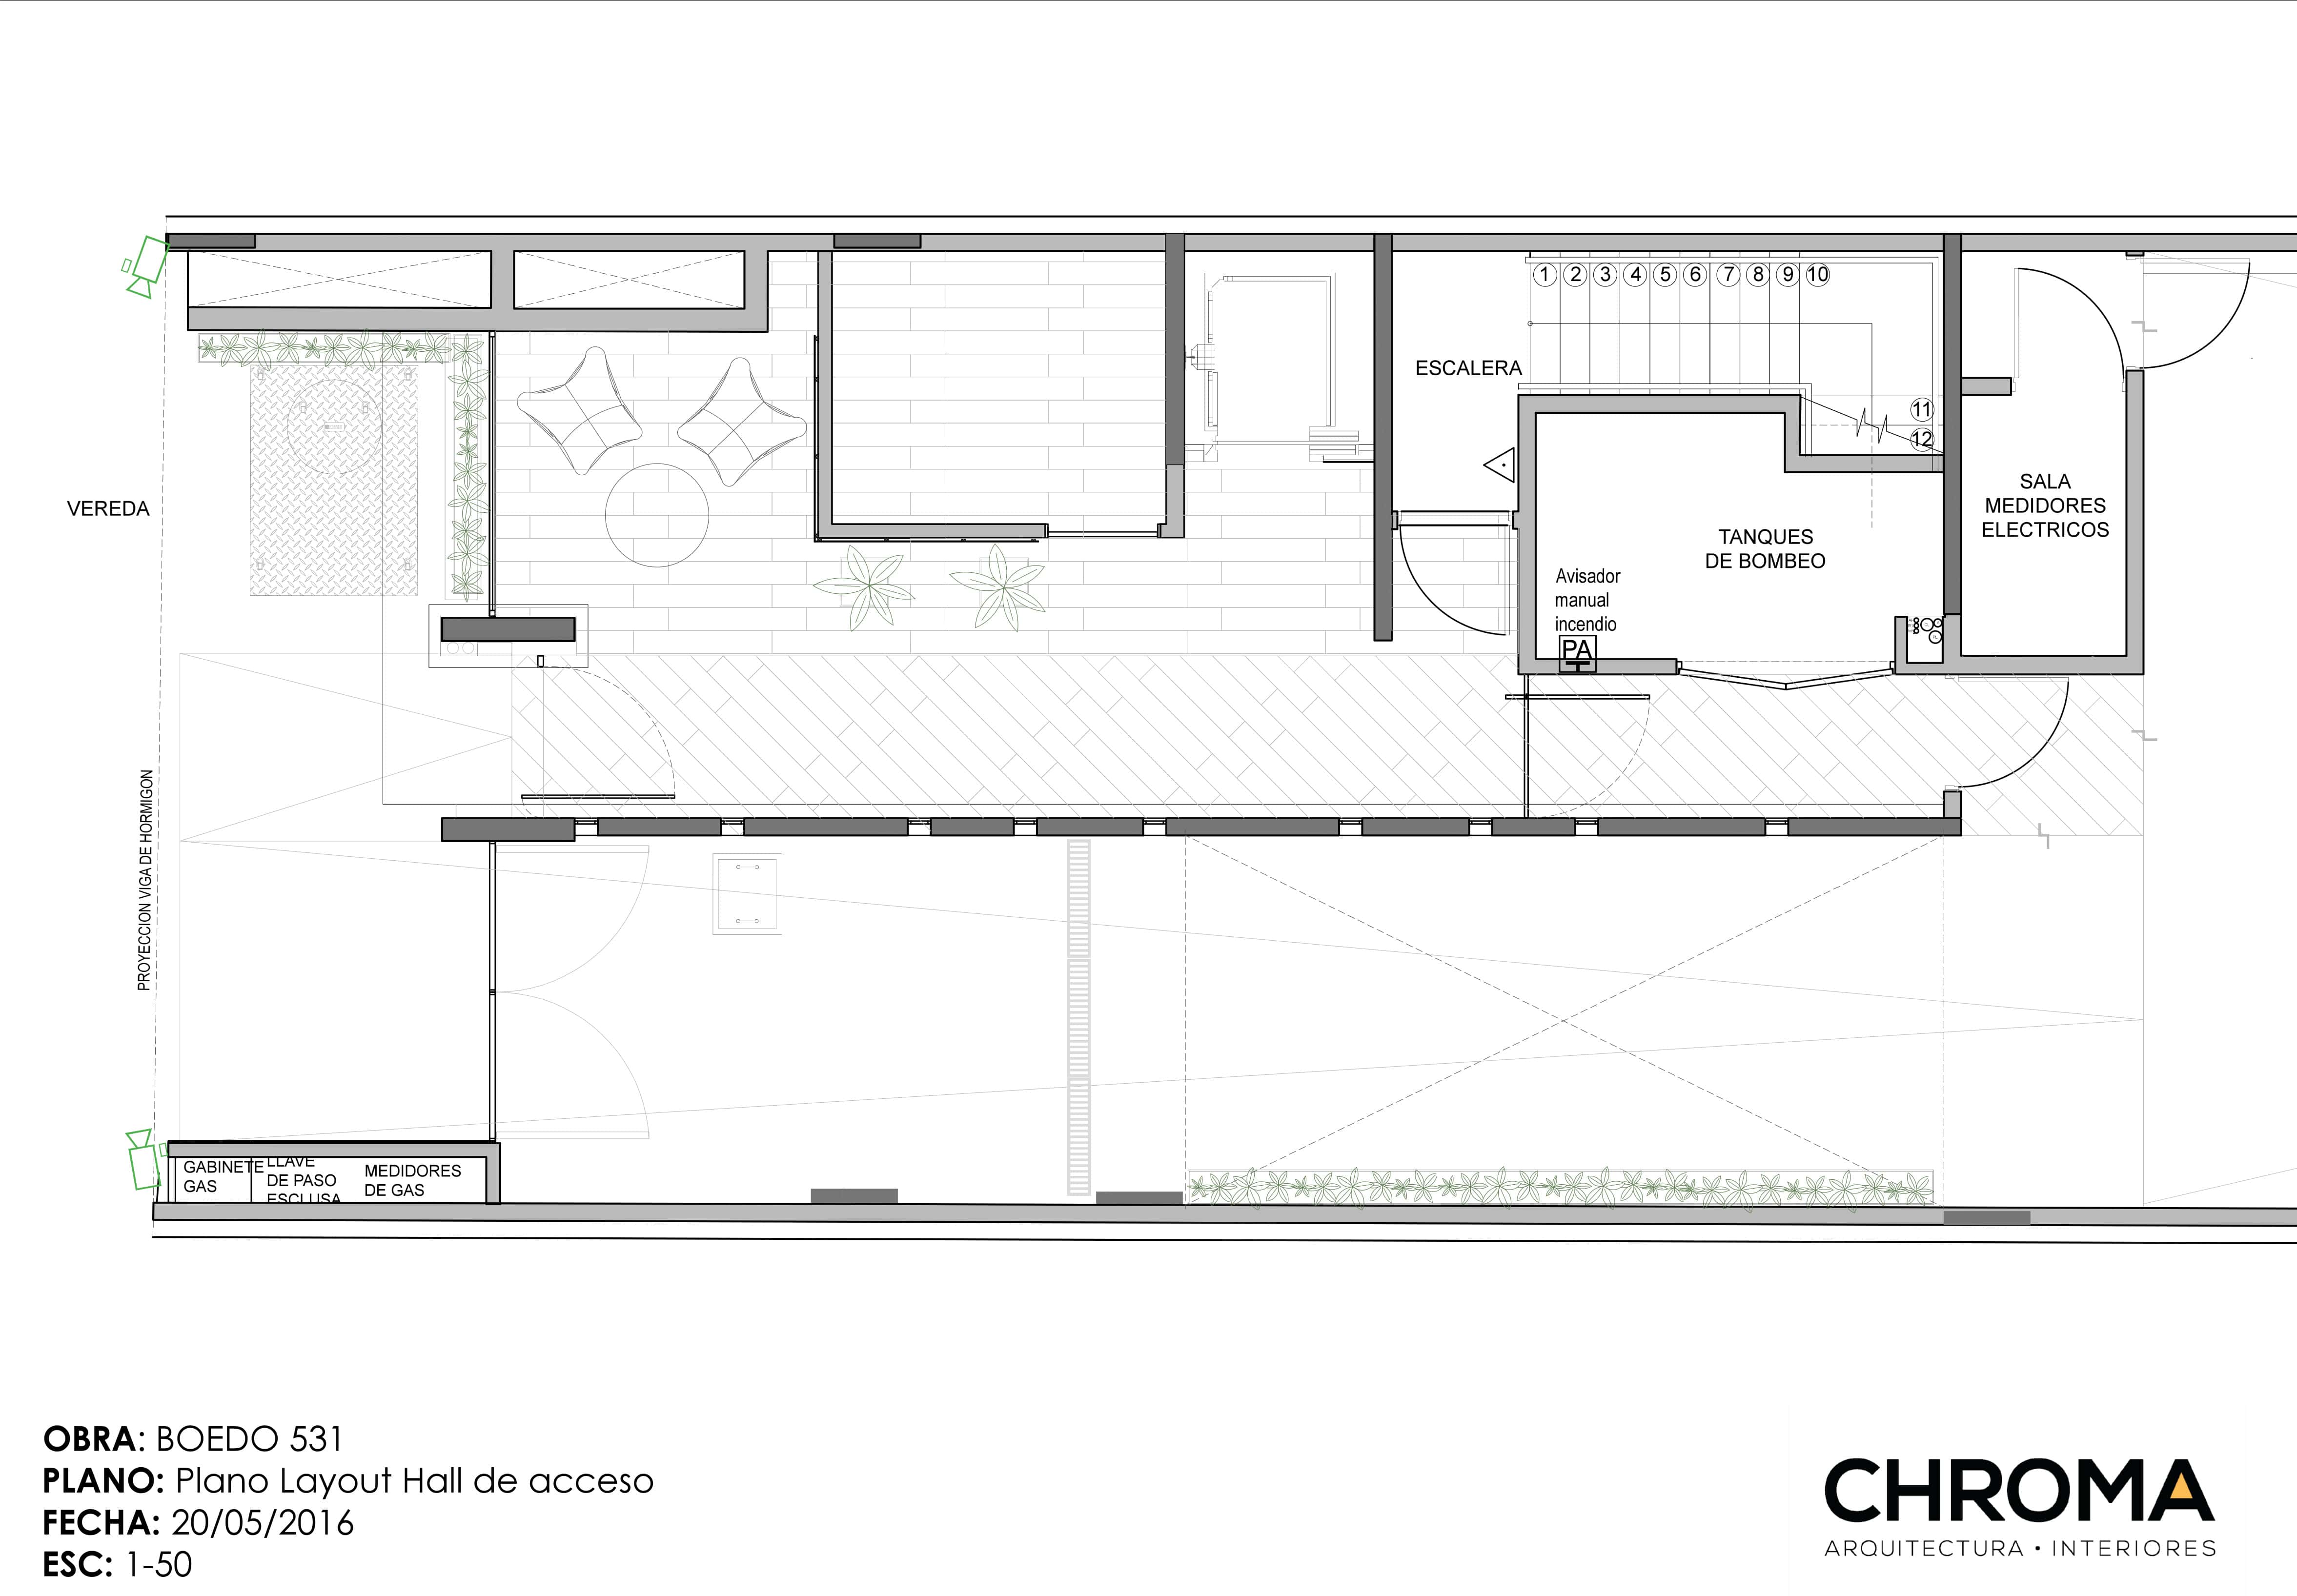 1 2 3 4 5 6 7 8 9 10
ESCALERA
11
12
VEREDA
SALA
MEDIDORES
ELECTRICOS
TANQUES
DE BOMBEO
Avisador
manual
incendio
PA
PROYECCION VIGA DE HORMIGON
GABINETE
GAS
LLAVE
DE PASO
ESCLUSA
MEDIDORES
DE GAS
OBRA: BOEDO 531
PLANO: Plano Layout Hall de acceso
FECHA: 20/05/2016
ESC: 1-50
CHROMA
ARQUITECTURA • INTERIORES